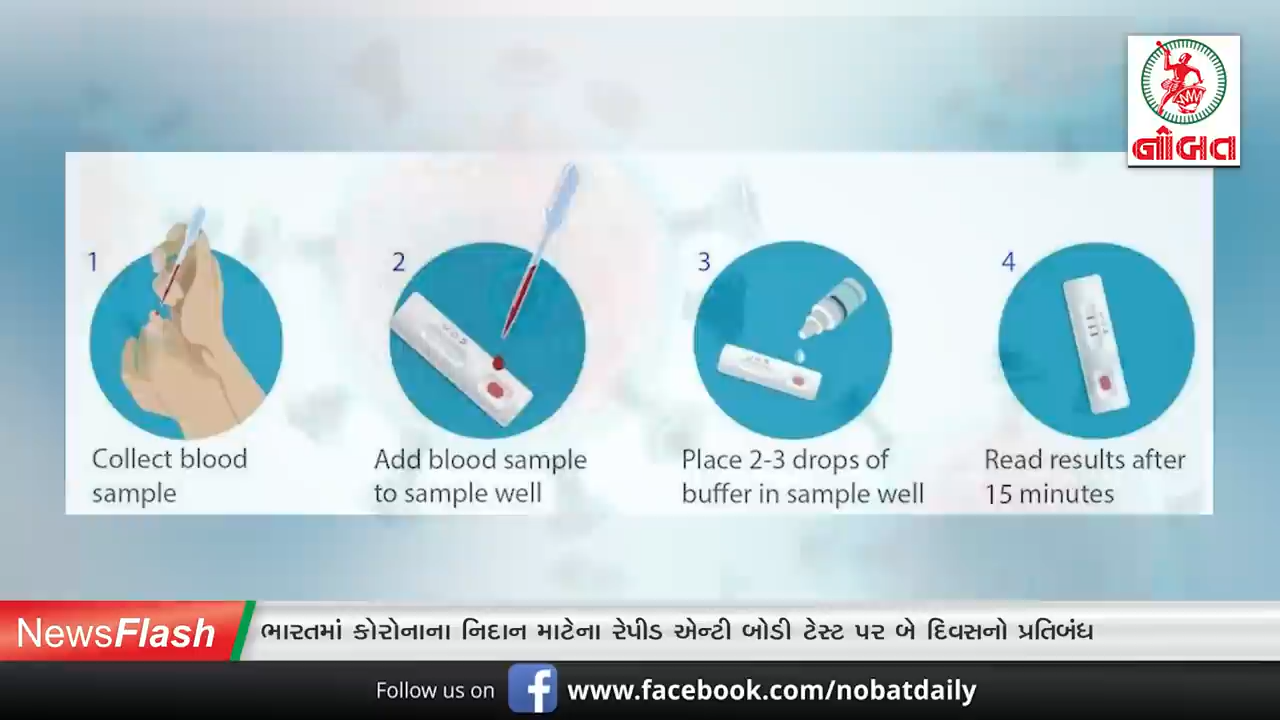 નોબત
1
2
3
4
Collect blood
sample
Add blood sample
to sample well
Place 2-3 drops of
buffer in sample well
Read results after
15 minutes
NewsFlash
ભારતમાં કોરોનાના નિદાન માટેના રેપીડ એન્ટી બોડી ટેસ્ટ પર બે દિવસનો પ્રતિબંધ
Follow us on
f
www.facebook.com/nobatdaily